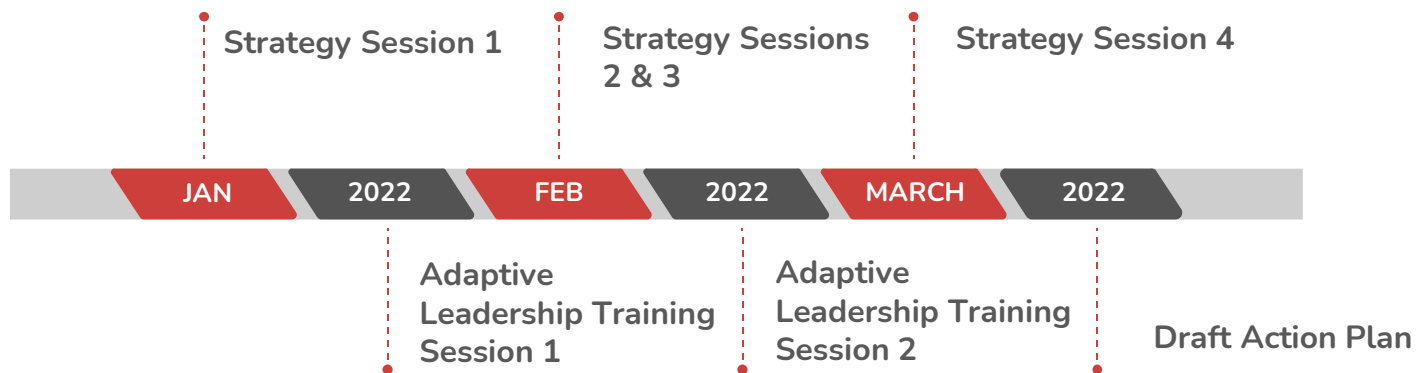 Strategy Session 1
Strategy Sessions
2 & 3
Strategy Session 4
JAN
2022
FEB
2022
MARCH
2022
Adaptive
Leadership Training
Session 1
Adaptive
Leadership Training
Session 2
Draft Action Plan